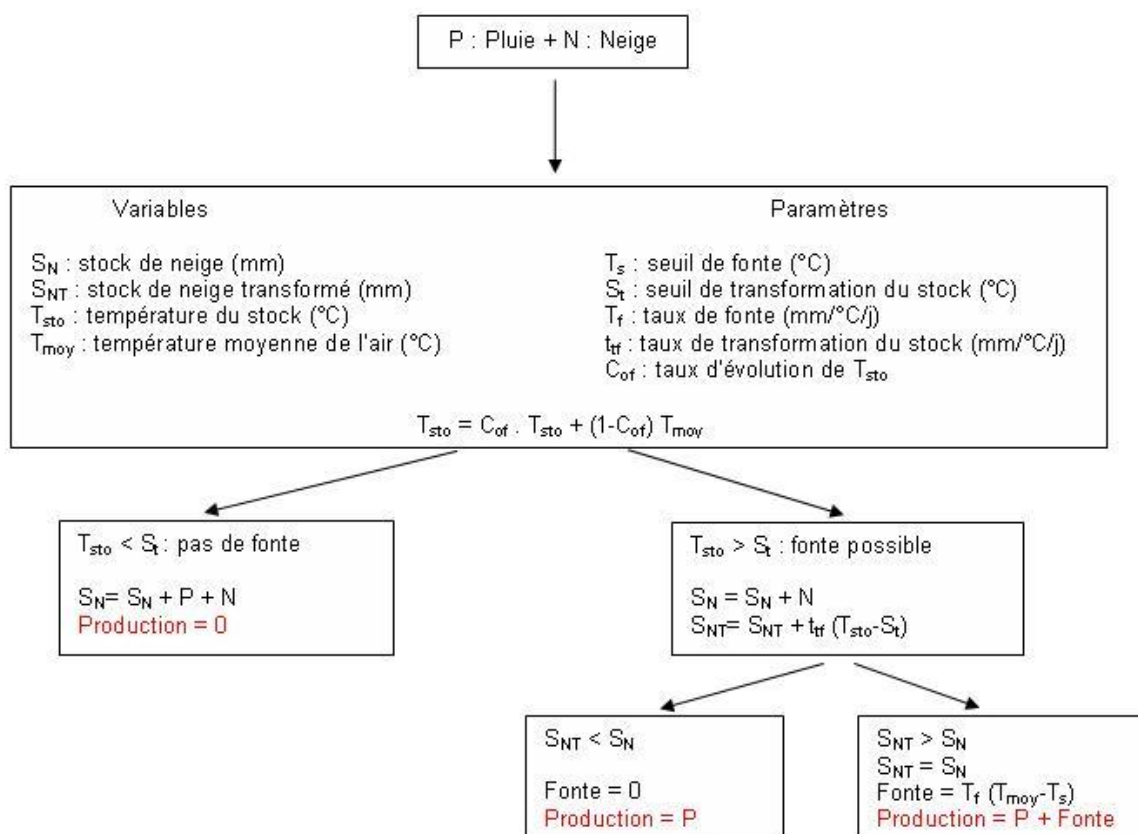 P : Pluie + N : Neige
Variables
S_N : stock de neige (mm)
S_NT : stock de neige transformé (mm)
T_sto : température du stock (°C)
T_moy : température moyenne de l'air (°C)
Paramètres
T_s : seuil de fonte (°C)
S_t : seuil de transformation du stock (°C)
T_f : taux de fonte (mm/°C/j)
t_tf : taux de transformation du stock (mm/°C/j)
C_of : taux d'évolution de T_sto
T_sto = C_of . T_sto + (1-C_of) T_moy
T_sto < S_t : pas de fonte
S_N= S_N + P + N
Production = 0
T_sto > S_t : fonte possible
S_N = S_N + N
S_NT= S_NT + t_tf (T_sto-S_t)
S_NT < S_N
Fonte = 0
Production = P
S_NT > S_N
S_NT = S_N
Fonte = T_f (T_moy-T_s)
Production = P + Fonte